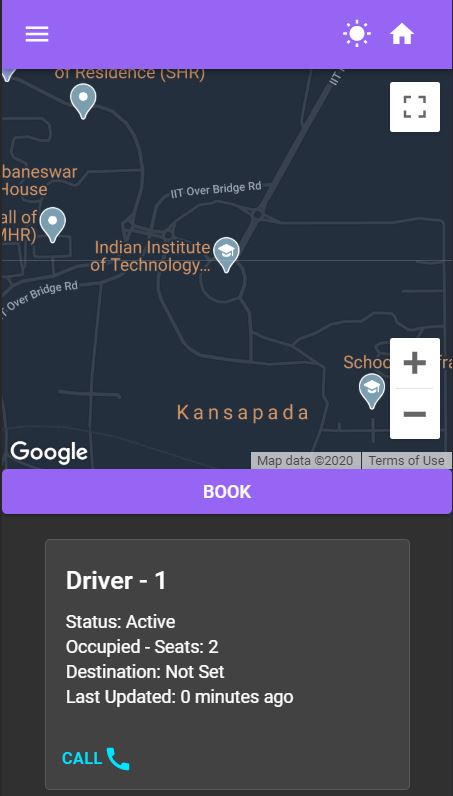 of Residence (SHR)
IIT
baneswar
House
IIT Over Bridge Rd
all of
MHR)
Indian Institute
of Technology...
IIT Over Bridge Rd
Kansapada
Google
Map data ©2020
Terms of Use
BOOK
Driver - 1
Status: Active
Occupied - Seats: 2
Destination: Not Set
Last Updated: 0 minutes ago
CALL